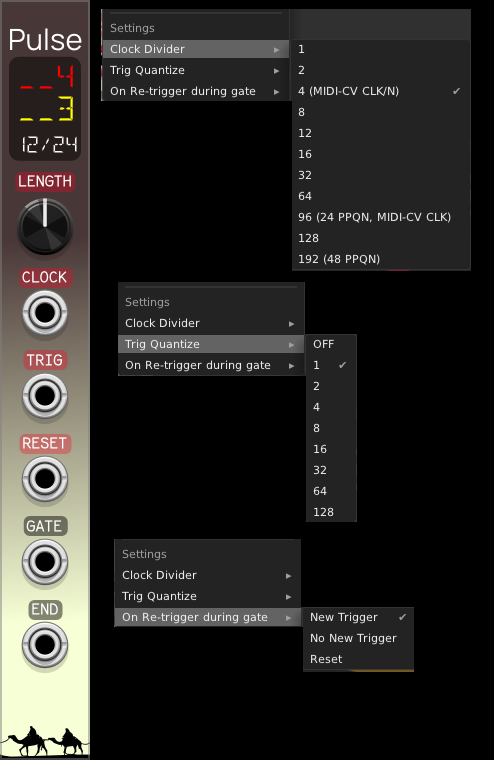 Pulse
__4
__3
12/24
LENGTH
CLOCK
TRIG
RESET
GATE
END
Settings
Clock Divider ▸
Trig Quantize ▸
On Re-trigger during gate ▸
1
2
4 (MIDI-CV CLK/N) ✔
8
12
16
32
64
96 (24 PPQN, MIDI-CV CLK)
128
192 (48 PPQN)
Settings
Clock Divider ▸
Trig Quantize ▸
On Re-trigger during gate ▸
OFF
1 ✔
2
4
8
16
32
64
128
Settings
Clock Divider ▸
Trig Quantize ▸
On Re-trigger during gate ▸
New Trigger ✔
No New Trigger
Reset